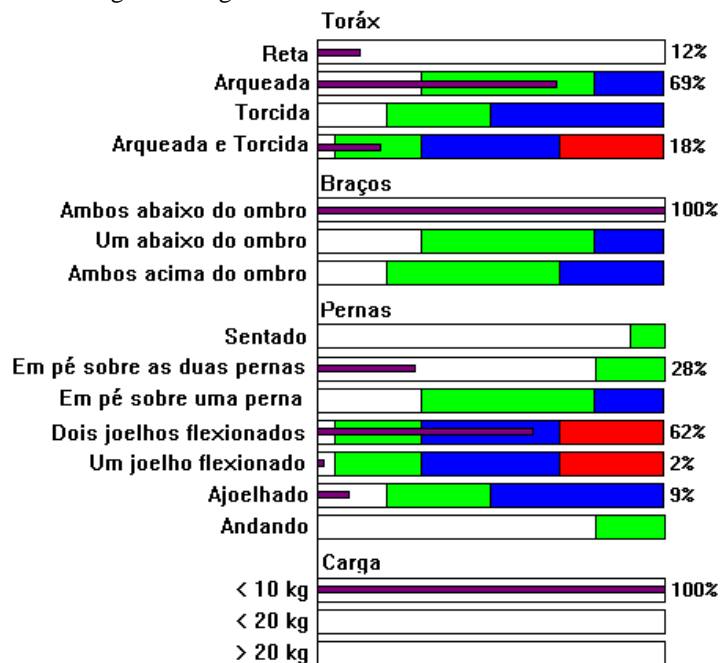 Toráx
Reta 12%
Arqueada 69%
Torcida
Arqueada e Torcida 18%
Braços
Ambos abaixo do ombro 100%
Um abaixo do ombro
Ambos acima do ombro
Pernas
Sentado
Em pé sobre as duas pernas 28%
Em pé sobre uma perna
Dois joelhos flexionados 62%
Um joelho flexionado 2%
Ajoelhado 9%
Andando
Carga
< 10 kg 100%
< 20 kg
> 20 kg